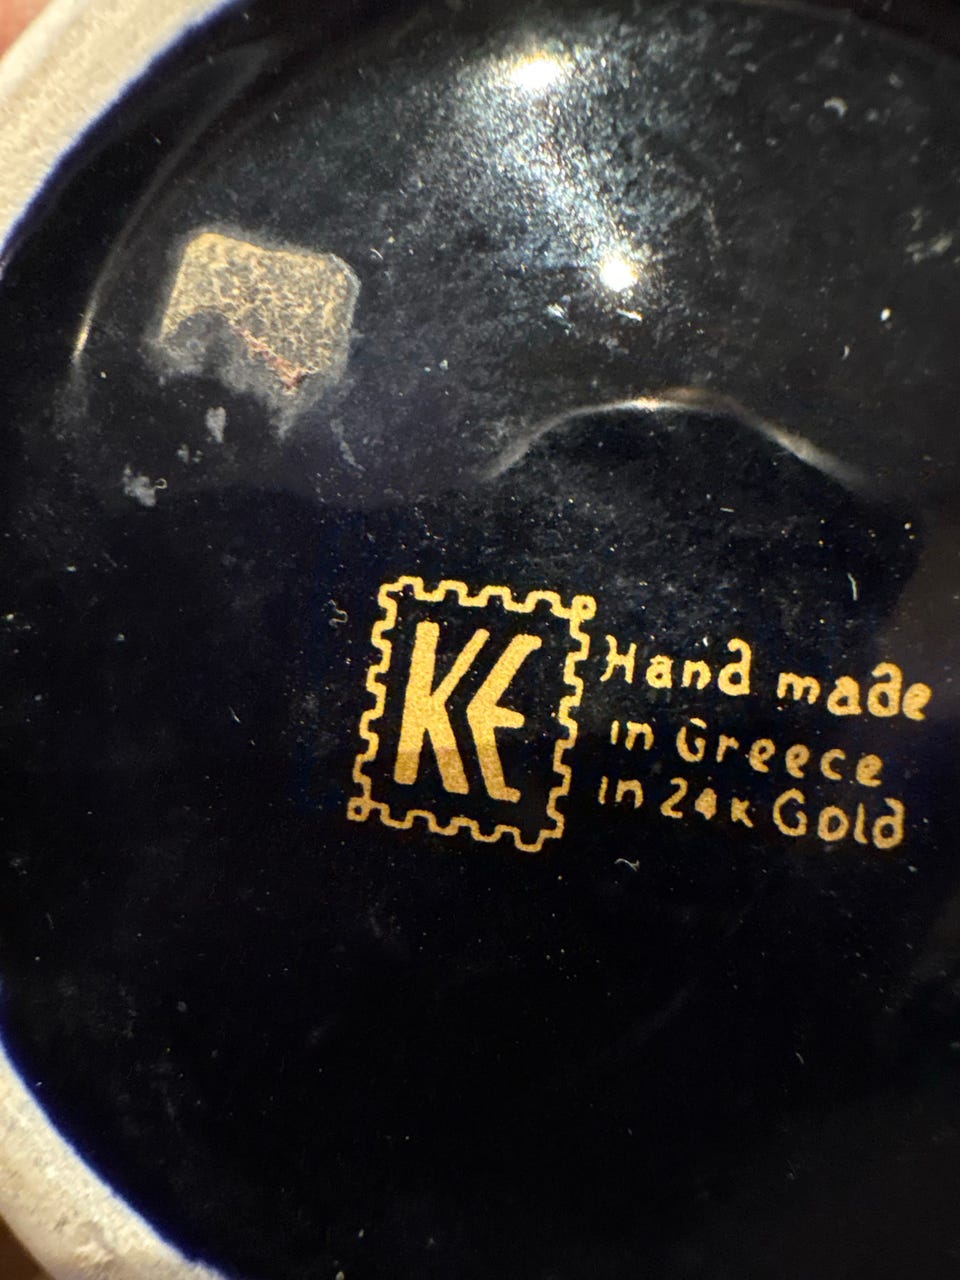 KE
Hand made
in Greece
in 24K Gold